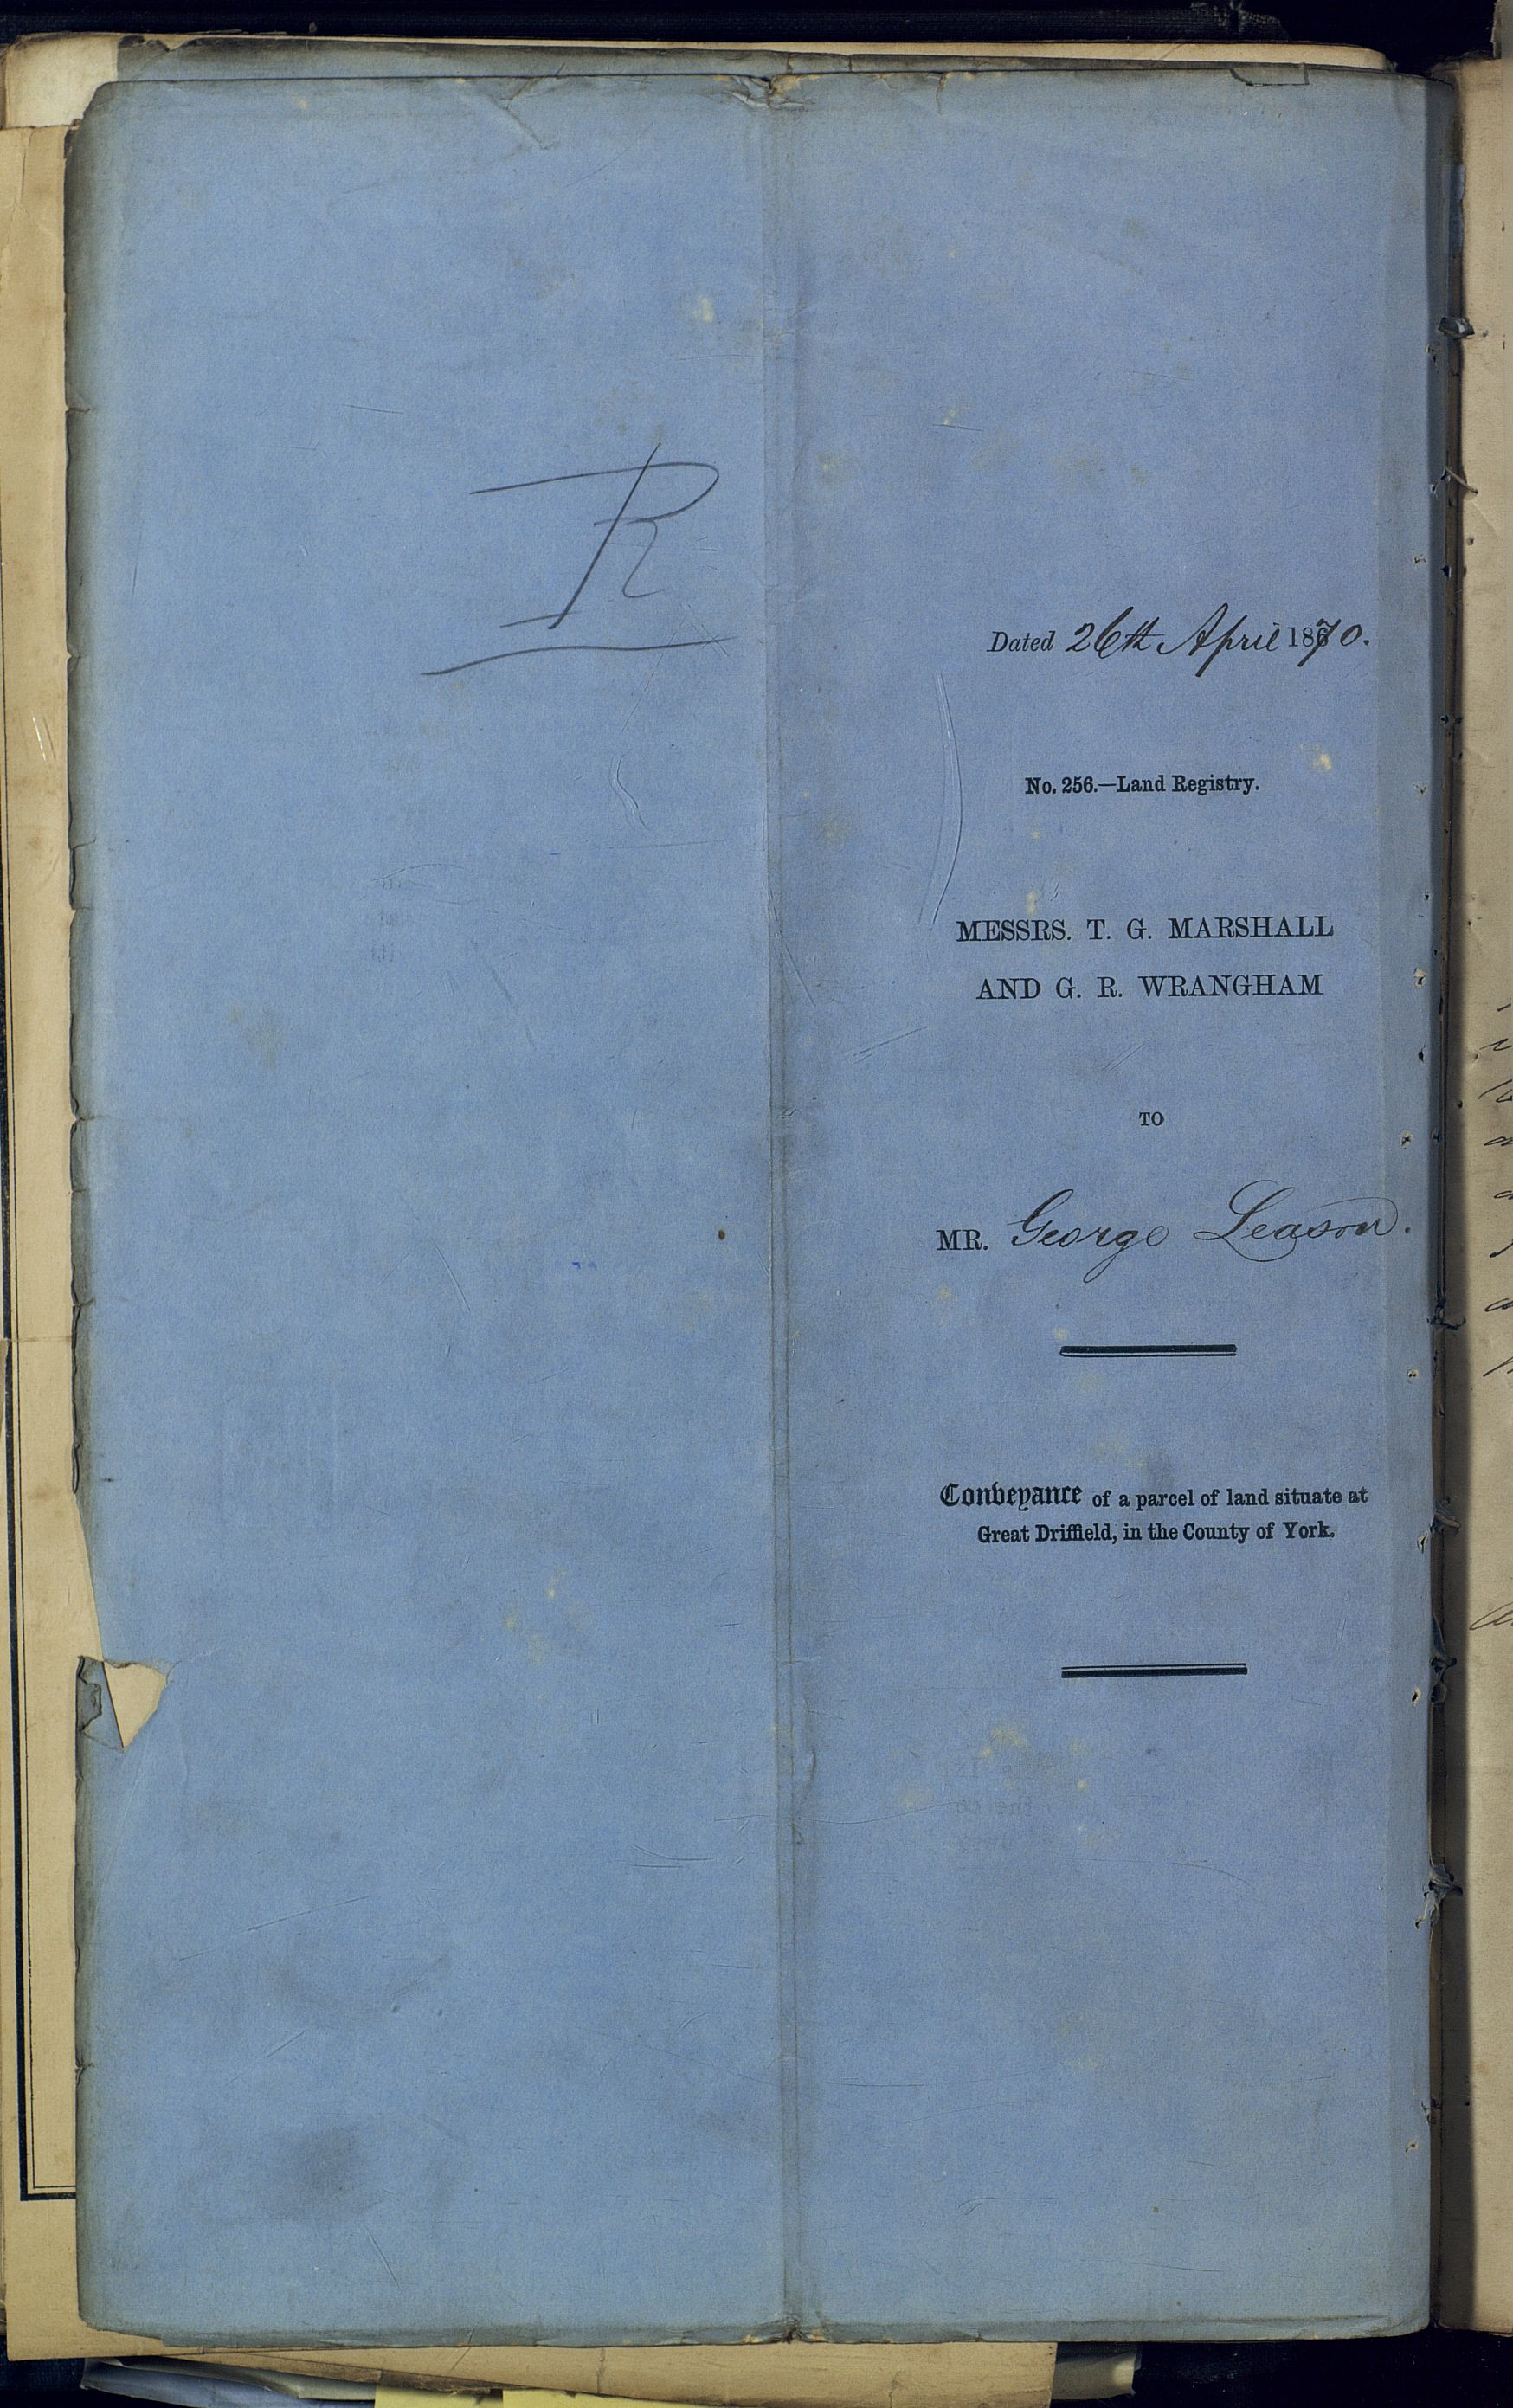 R
Dated 26th April 1870.
No. 256.—Land Registry.
MESSRS. T. G. MARSHALL
AND G. R. WRANGHAM
TO
MR. George Leason.
Conveyance of a parcel of land situate at
Great Driffield, in the County of York.